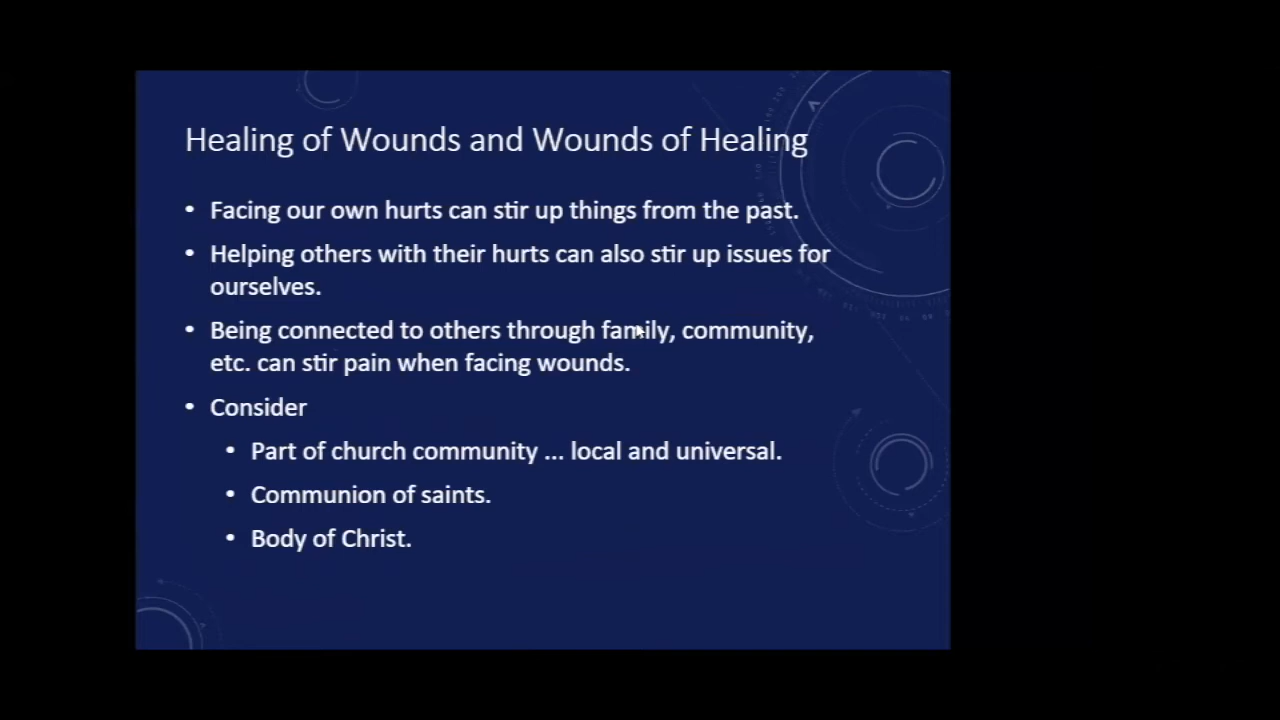 Healing of Wounds and Wounds of Healing
• Facing our own hurts can stir up things from the past.
• Helping others with their hurts can also stir up issues for
ourselves.
• Being connected to others through family, community,
etc. can stir pain when facing wounds.
• Consider
• Part of church community ... local and universal.
• Communion of saints.
• Body of Christ.